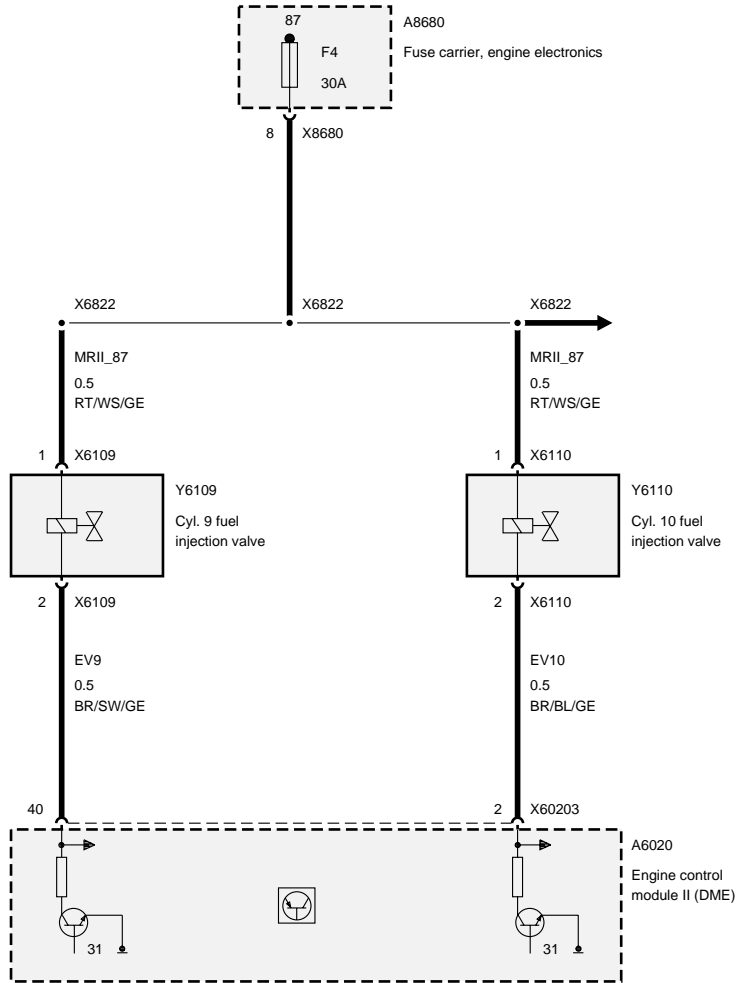 87
A8680
F4
Fuse carrier, engine electronics
30A
8
X8680
X6822
X6822
X6822
MRII_87
0.5
RT/WS/GE
MRII_87
0.5
RT/WS/GE
1
X6109
1
X6110
Y6109
Cyl. 9 fuel
injection valve
Y6110
Cyl. 10 fuel
injection valve
2
X6109
2
X6110
EV9
0.5
BR/SW/GE
EV10
0.5
BR/BL/GE
40
2
X60203
A6020
Engine control
module II (DME)
31
31